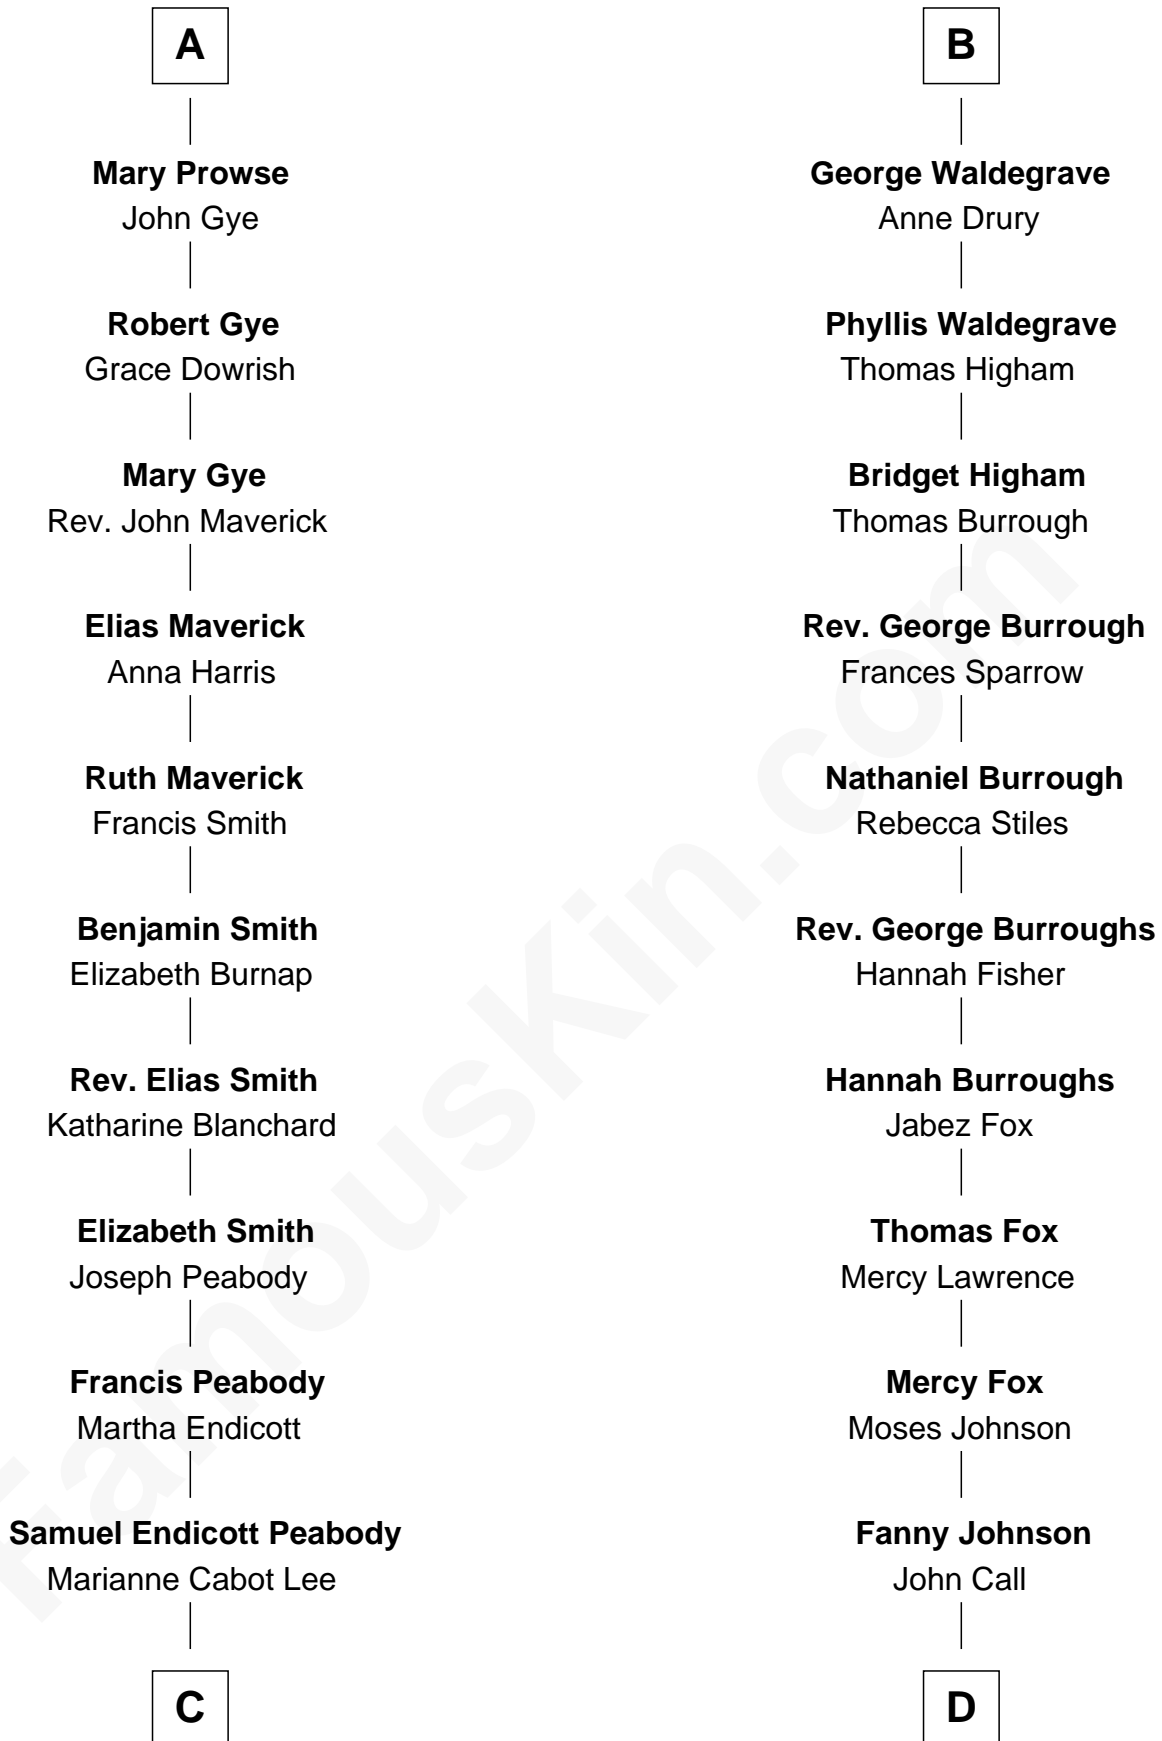 A
Mary Prowse
John Gye
Robert Gye
Grace Dowrish
Mary Gye
Rev. John Maverick
Elias Maverick
Anna Harris
Ruth Maverick
Francis Smith
Benjamin Smith
Elizabeth Burnap
Rev. Elias Smith
Katharine Blanchard
Elizabeth Smith
Joseph Peabody
Francis Peabody
Martha Endicott
Samuel Endicott Peabody
Marianne Cabot Lee
C
B
George Waldegrave
Anne Drury
Phyllis Waldegrave
Thomas Higham
Bridget Higham
Thomas Burrough
Rev. George Burrough
Frances Sparrow
Nathaniel Burrough
Rebecca Stiles
Rev. George Burroughs
Hannah Fisher
Hannah Burroughs
Jabez Fox
Thomas Fox
Mercy Lawrence
Mercy Fox
Moses Johnson
Fanny Johnson
John Call
D
FamousKin.com